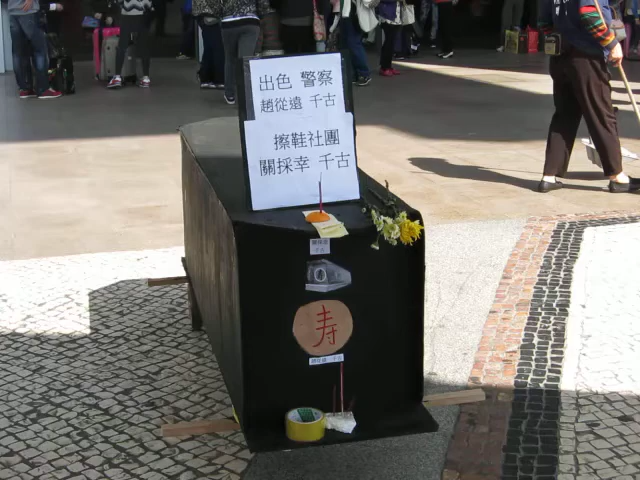 出色 警察
趙從遠 千古
擦鞋社團
關採幸 千古
寿